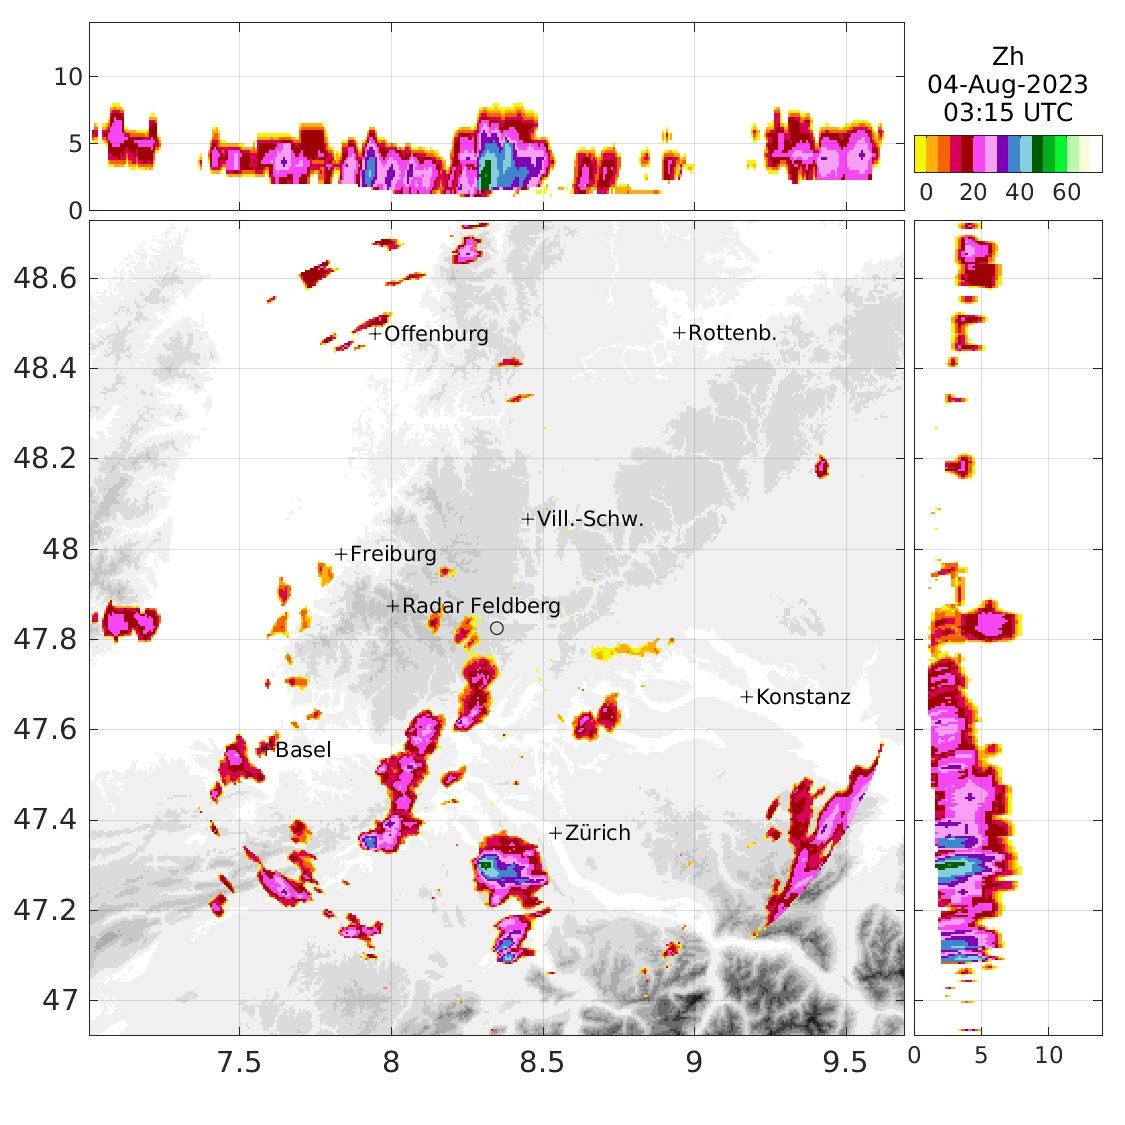 10
5
0
Zh
04-Aug-2023
03:15 UTC
0 20 40 60
48.6
48.4
48.2
48
47.8
47.6
47.4
47.2
47
Offenburg
Rottenb.
Vill.-Schw.
Freiburg
Radar Feldberg
Konstanz
Basel
Zürich
7.5 8 8.5 9 9.5
0 5 10